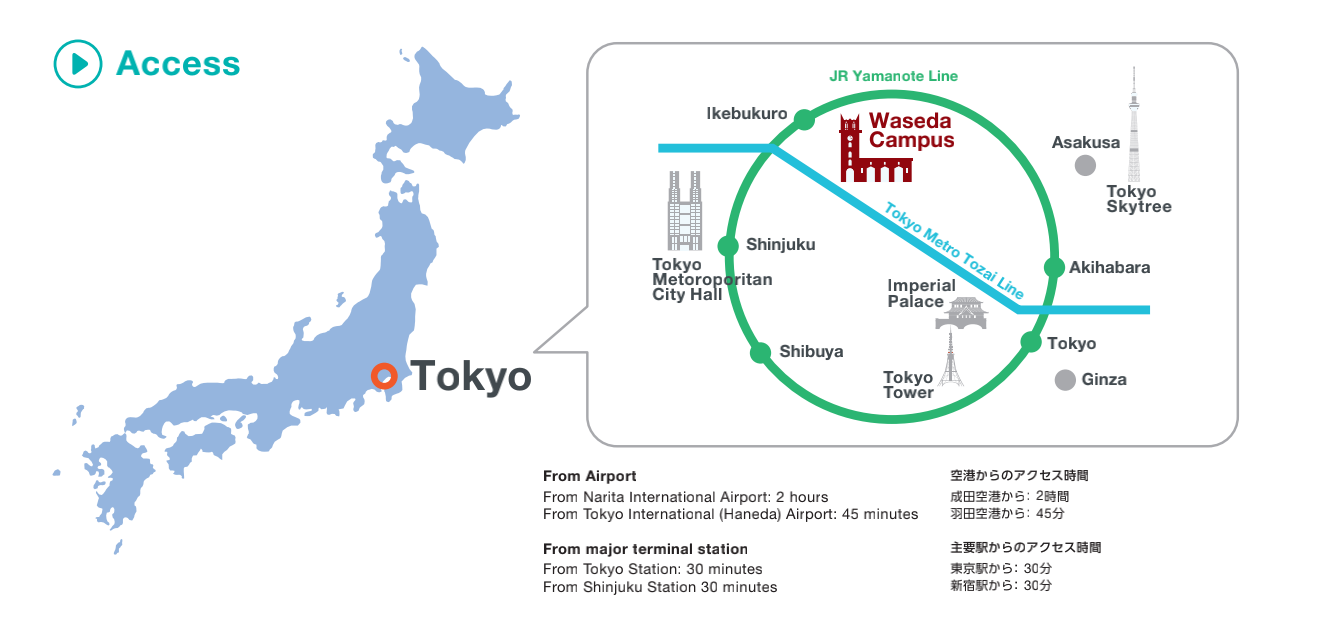 Access
Tokyo
JR Yamanote Line
Ikebukuro
Waseda
Campus
Asakusa
Tokyo
Skytree
Tokyo Metro Tozai Line
Shinjuku
Tokyo
Metoroporitan
City Hall
Akihabara
Imperial
Palace
Shibuya
Tokyo
Tokyo
Tower
Ginza
From Airport
From Narita International Airport: 2 hours
From Tokyo International (Haneda) Airport: 45 minutes
From major terminal station
From Tokyo Station: 30 minutes
From Shinjuku Station 30 minutes
空港からのアクセス時間
成田空港から: 2時間
羽田空港から: 45分
主要駅からのアクセス時間
東京駅から: 30分
新宿駅から: 30分